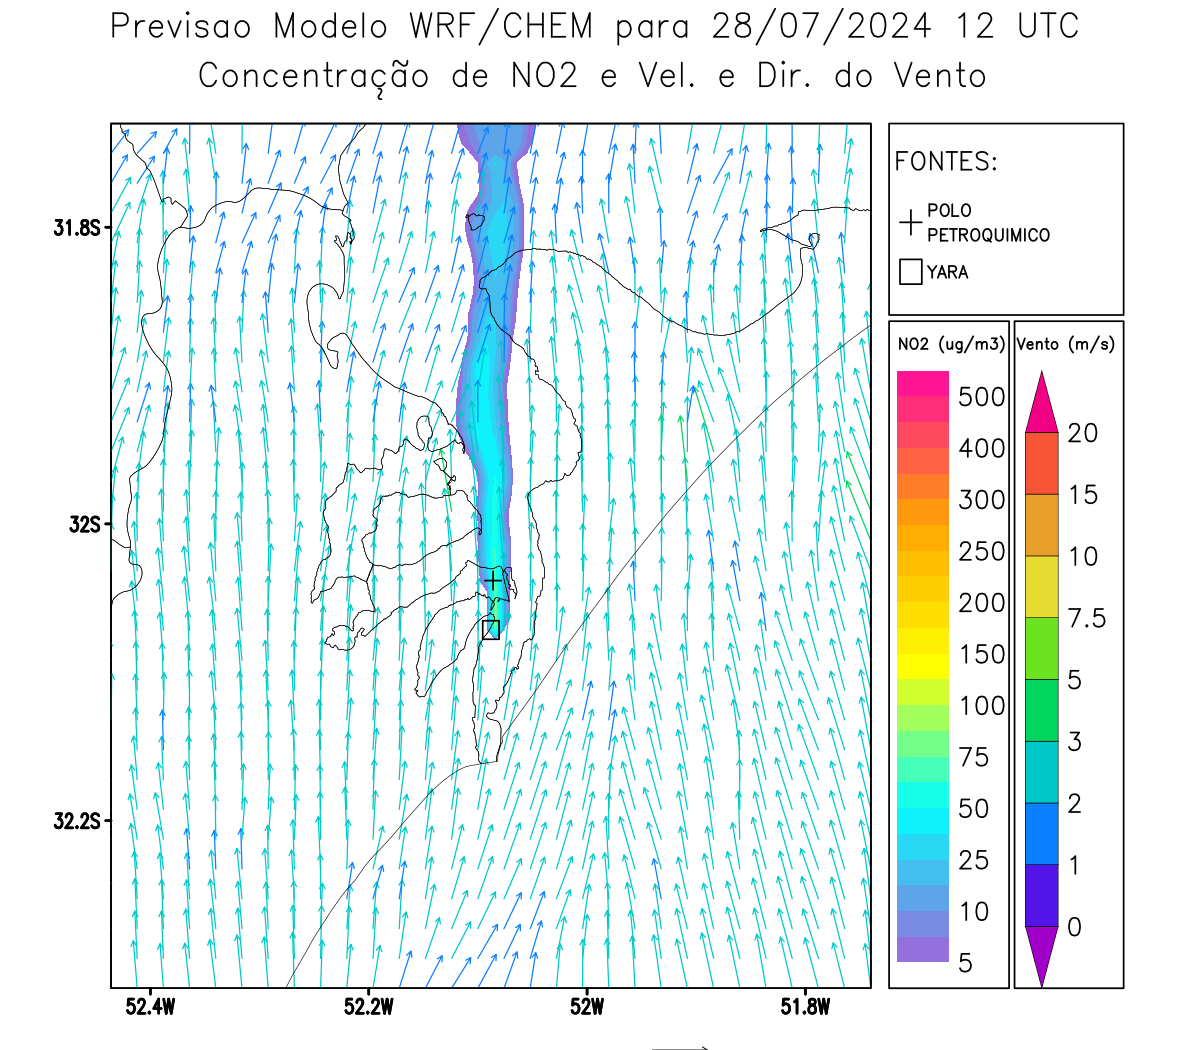 Previsao Modelo WRF/CHEM para 28/07/2024 12 UTC
Concentração de NO2 e Vel. e Dir. do Vento
FONTES:
POLO
PETROQUIMICO
YARA
NO2 (ug/m3)
500
400
300
250
200
150
100
75
50
25
10
5
Vento (m/s)
20
15
10
7.5
5
3
2
1
0
31.8S
32S
32.2S
52.4W
52.2W
52W
51.8W